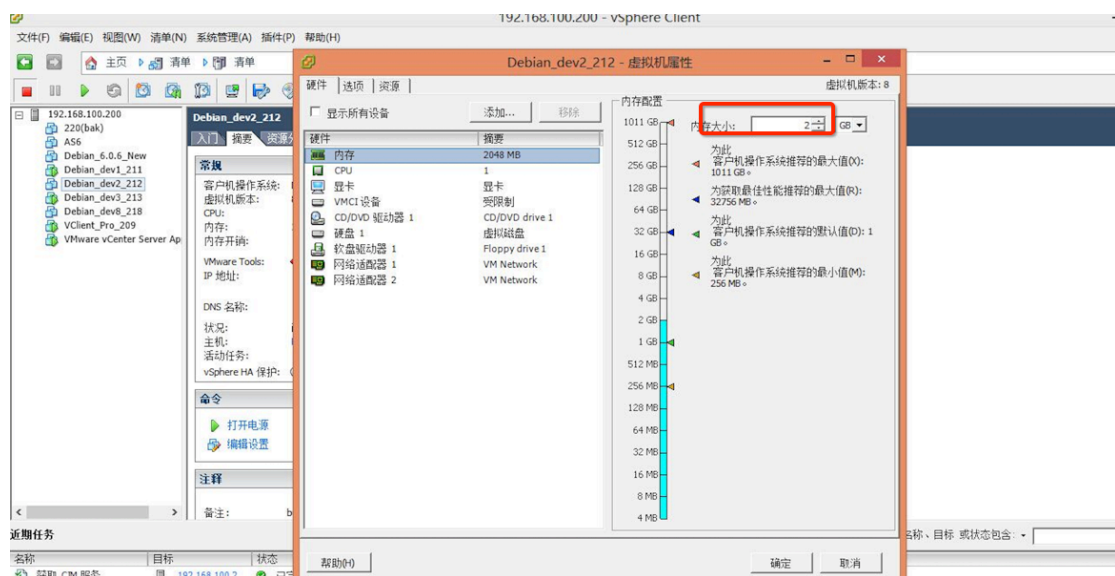 192.168.100.200 - vSphere Client
文件(F) 编辑(E) 视图(W) 清单(N) 系统管理(A) 插件(P) 帮助(H)
主页 清单 清单
192.168.100.200
220(bak)
AS6
Debian_6.0.6_New
Debian_dev1_211
Debian_dev2_212
Debian_dev3_213
Debian_dev8_218
VClient_Pro_209
VMware vCenter Server Ap
Debian_dev2_212
入门 摘要
常规
客户机操作系统:
虚拟机版本:
CPU:
内存:
内存开销:
VMware Tools:
IP 地址:
DNS 名称:
状况:
主机:
活动任务:
vSphere HA 保护:
命令
打开电源
编辑设置
注释
备注: b
Debian_dev2_212 - 虚拟机属性
硬件 选项 资源
虚拟机版本: 8
显示所有设备 添加... 移除
硬件 摘要
内存 2048 MB
CPU 1
显卡 显卡
VMCI 设备 受限制
CD/DVD 驱动器 1 CD/DVD drive 1
硬盘 1 虚拟磁盘
软盘驱动器 1 Floppy drive 1
网络适配器 1 VM Network
网络适配器 2 VM Network
内存配置
1011 GB
512 GB
256 GB
128 GB
64 GB
32 GB
16 GB
8 GB
4 GB
2 GB
1 GB
512 MB
256 MB
128 MB
64 MB
32 MB
16 MB
8 MB
4 MB
内存大小: 2 GB
为此
客户机操作系统推荐的最大值(X):
1011 GB。
为获取最佳性能推荐的最大值(R):
32756 MB。
为此
客户机操作系统推荐的默认值(D): 1
GB。
为此
客户机操作系统推荐的最小值(M):
256 MB。
帮助(H) 确定 取消
近期任务
名称、目标 或状态包含:
名称 目标 状态